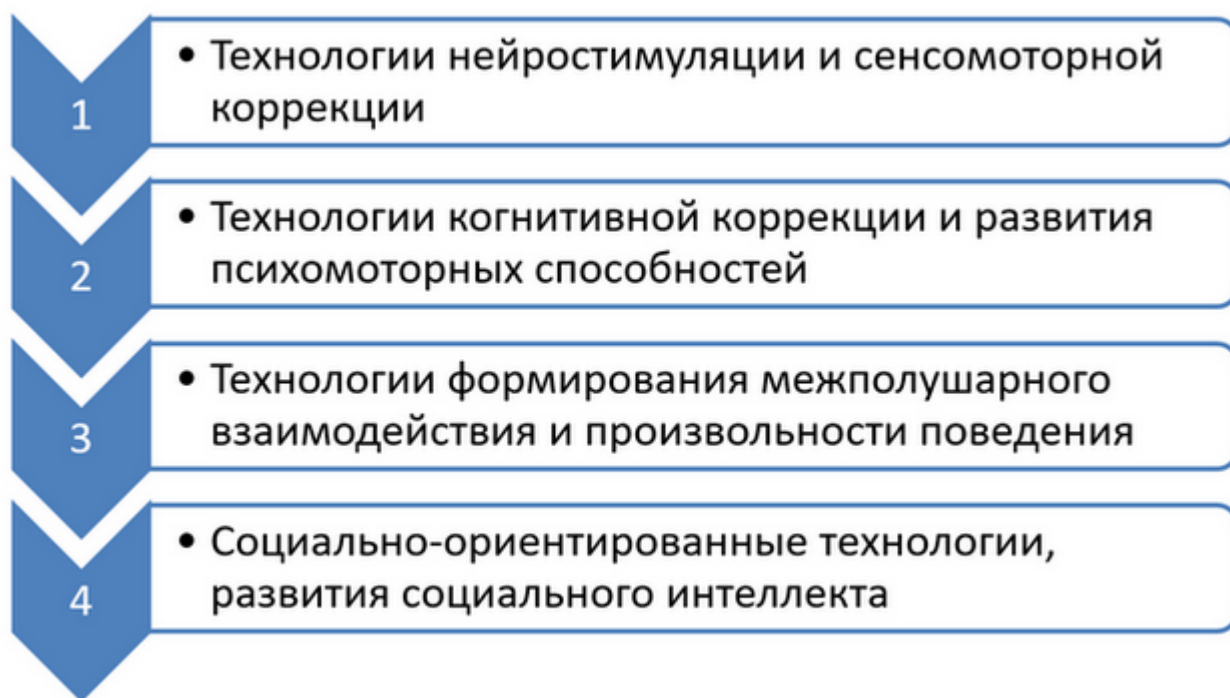 1
• Технологии нейростимуляции и сенсомоторной
коррекции
2
• Технологии когнитивной коррекции и развития
психомоторных способностей
3
• Технологии формирования межполушарного
взаимодействия и произвольности поведения
4
• Социально-ориентированные технологии,
развития социального интеллекта